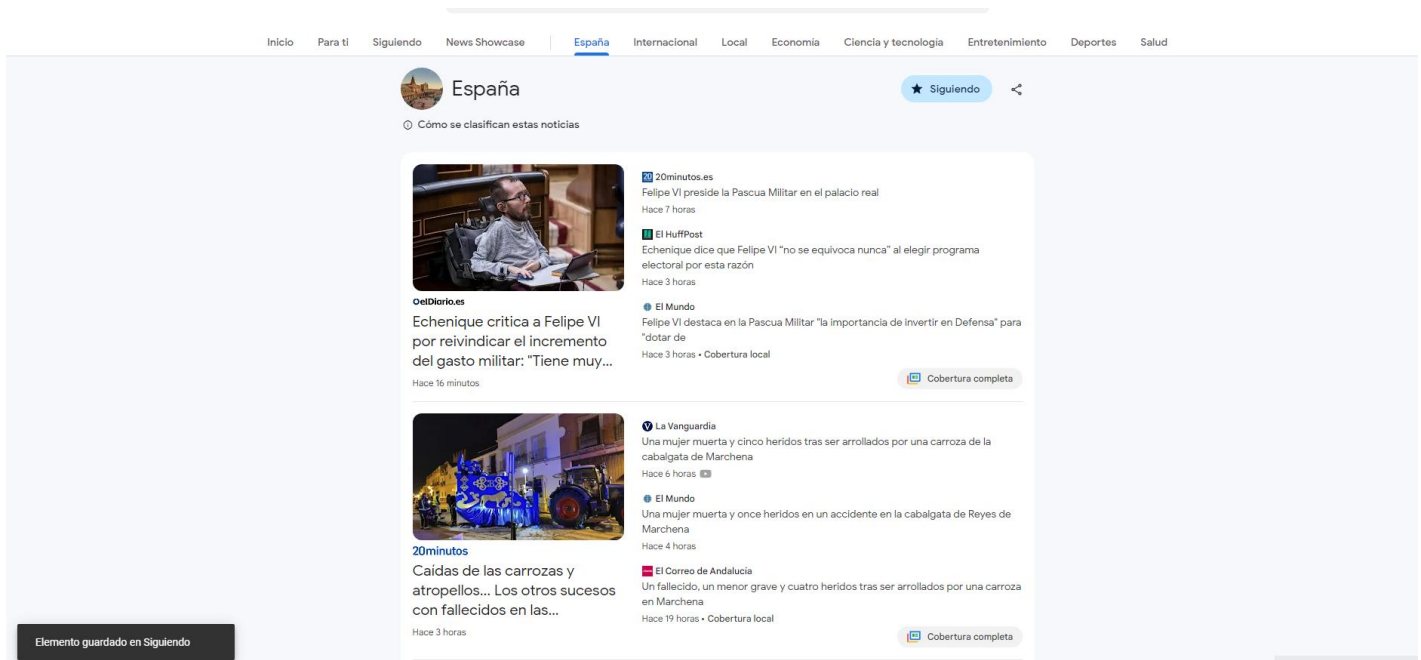 Inicio Para ti Siguiendo News Showcase España Internacional Local Economía Ciencia y tecnología Entretenimiento Deportes Salud
España
Siguiendo
Cómo se clasifican estas noticias
elDiario.es
Echenique critica a Felipe VI
por reivindicar el incremento
del gasto militar: "Tiene muy...
Hace 16 minutos
20 20minutos.es
Felipe VI preside la Pascua Militar en el palacio real
Hace 7 horas
El HuffPost
Echenique dice que Felipe VI "no se equivoca nunca" al elegir programa
electoral por esta razón
Hace 3 horas
El Mundo
Felipe VI destaca en la Pascua Militar "la importancia de invertir en Defensa" para
"dotar de
Hace 3 horas • Cobertura local
Cobertura completa
20minutos
Caídas de las carrozas y
atropellos... Los otros sucesos
con fallecidos en las...
Hace 3 horas
V La Vanguardia
Una mujer muerta y cinco heridos tras ser arrollados por una carroza de la
cabalgata de Marchena
Hace 6 horas
El Mundo
Una mujer muerta y once heridos en un accidente en la cabalgata de Reyes de
Marchena
Hace 4 horas
El Correo de Andalucía
Un fallecido, un menor grave y cuatro heridos tras ser arrollados por una carroza
en Marchena
Hace 19 horas • Cobertura local
Cobertura completa
Elemento guardado en Siguiendo